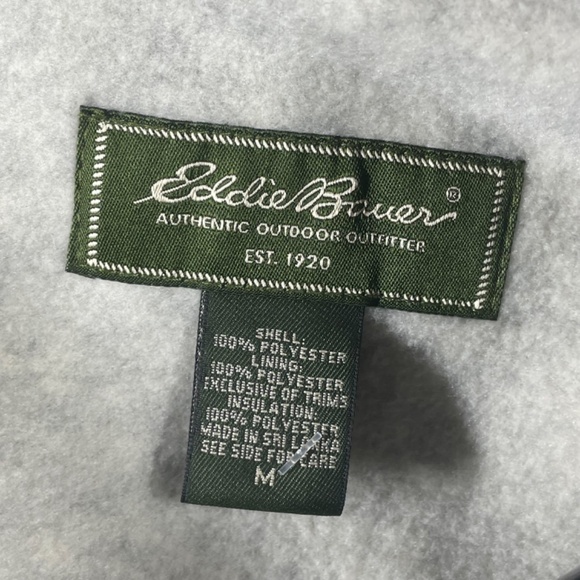 Eddie Bauer®
AUTHENTIC OUTDOOR OUTFITTER
EST. 1920
SHELL:
100% POLYESTER
LINING:
100% POLYESTER
EXCLUSIVE OF TRIMS
INSULATION:
100% POLYESTER
MADE IN SRI LANKA
SEE SIDE FOR CARE
M